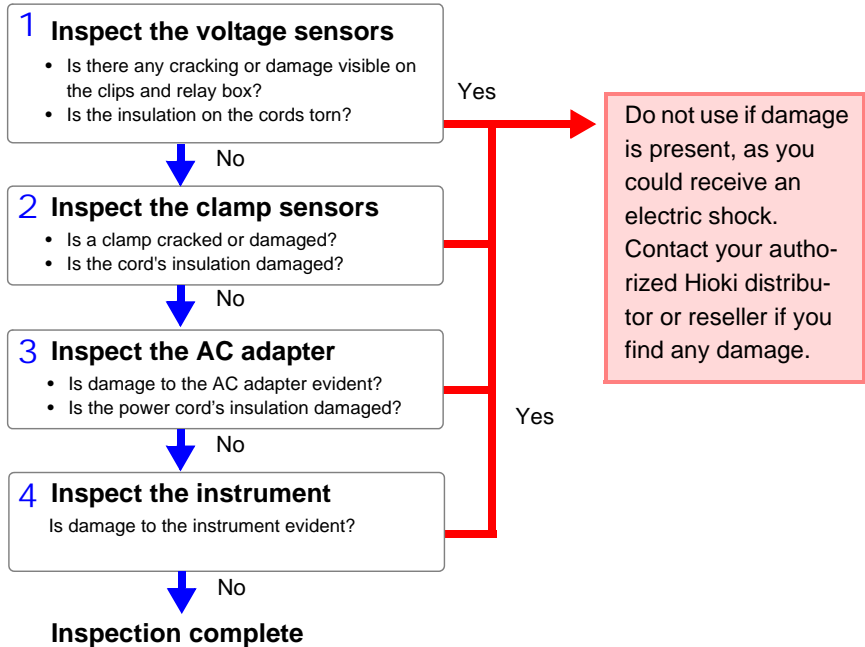 1 Inspect the voltage sensors
• Is there any cracking or damage visible on
the clips and relay box?
• Is the insulation on the cords torn?
Yes
No
2 Inspect the clamp sensors
• Is a clamp cracked or damaged?
• Is the cord's insulation damaged?
No
3 Inspect the AC adapter
• Is damage to the AC adapter evident?
• Is the power cord's insulation damaged?
Yes
No
4 Inspect the instrument
Is damage to the instrument evident?
No
Inspection complete
Do not use if damage
is present, as you
could receive an
electric shock.
Contact your autho-
rized Hioki distribu-
tor or reseller if you
find any damage.